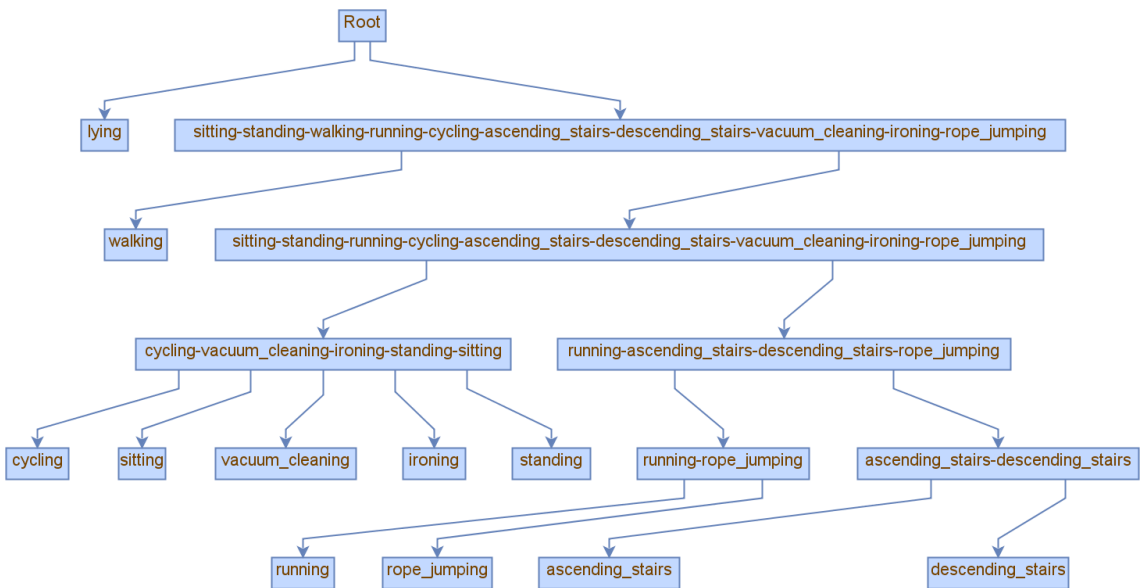 Root
lying
sitting-standing-walking-running-cycling-ascending_stairs-descending_stairs-vacuum_cleaning-ironing-rope_jumping
walking
sitting-standing-running-cycling-ascending_stairs-descending_stairs-vacuum_cleaning-ironing-rope_jumping
cycling-vacuum_cleaning-ironing-standing-sitting
running-ascending_stairs-descending_stairs-rope_jumping
cycling
sitting
vacuum_cleaning
ironing
standing
running-rope_jumping
ascending_stairs-descending_stairs
running
rope_jumping
ascending_stairs
descending_stairs